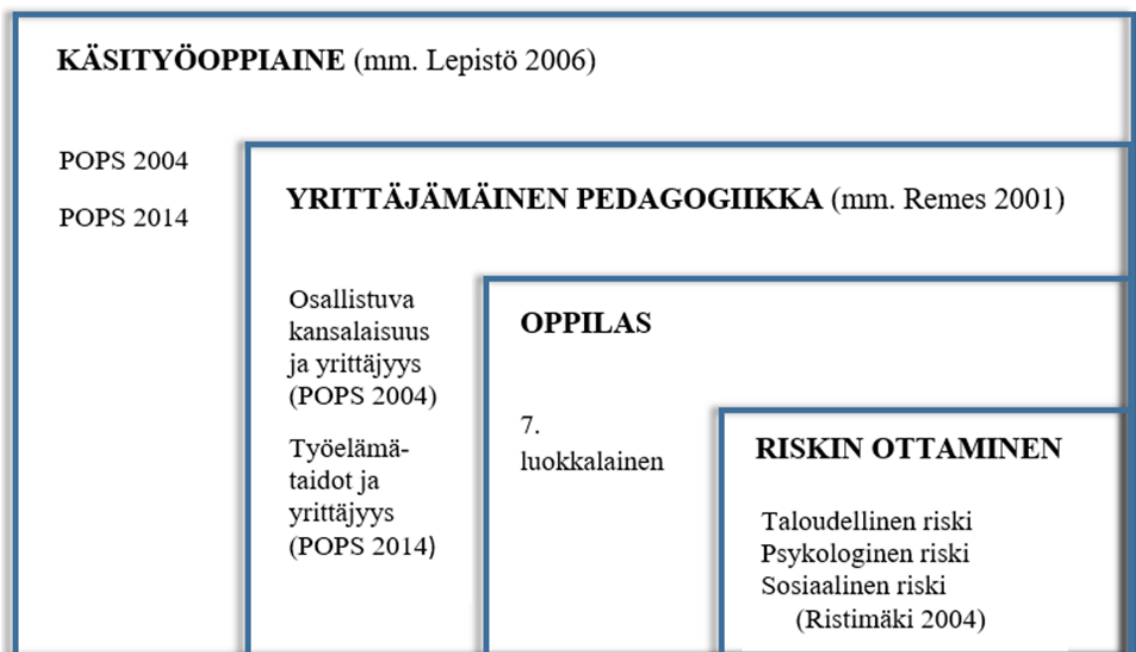 KÄSITYÖOPPIAINE (mm. Lepistö 2006)
POPS 2004
POPS 2014
YRITTÄJÄMÄINEN PEDAGOGIIKKA (mm. Remes 2001)
Osallistuva
kansalaisuus
ja yrittäjyys
(POPS 2004)
Työelämä-
taidot ja
yrittäjyys
(POPS 2014)
OPPILAS
7.
luokkalainen
RISKIN OTTAMINEN
Taloudellinen riski
Psykologinen riski
Sosiaalinen riski
(Ristimäki 2004)